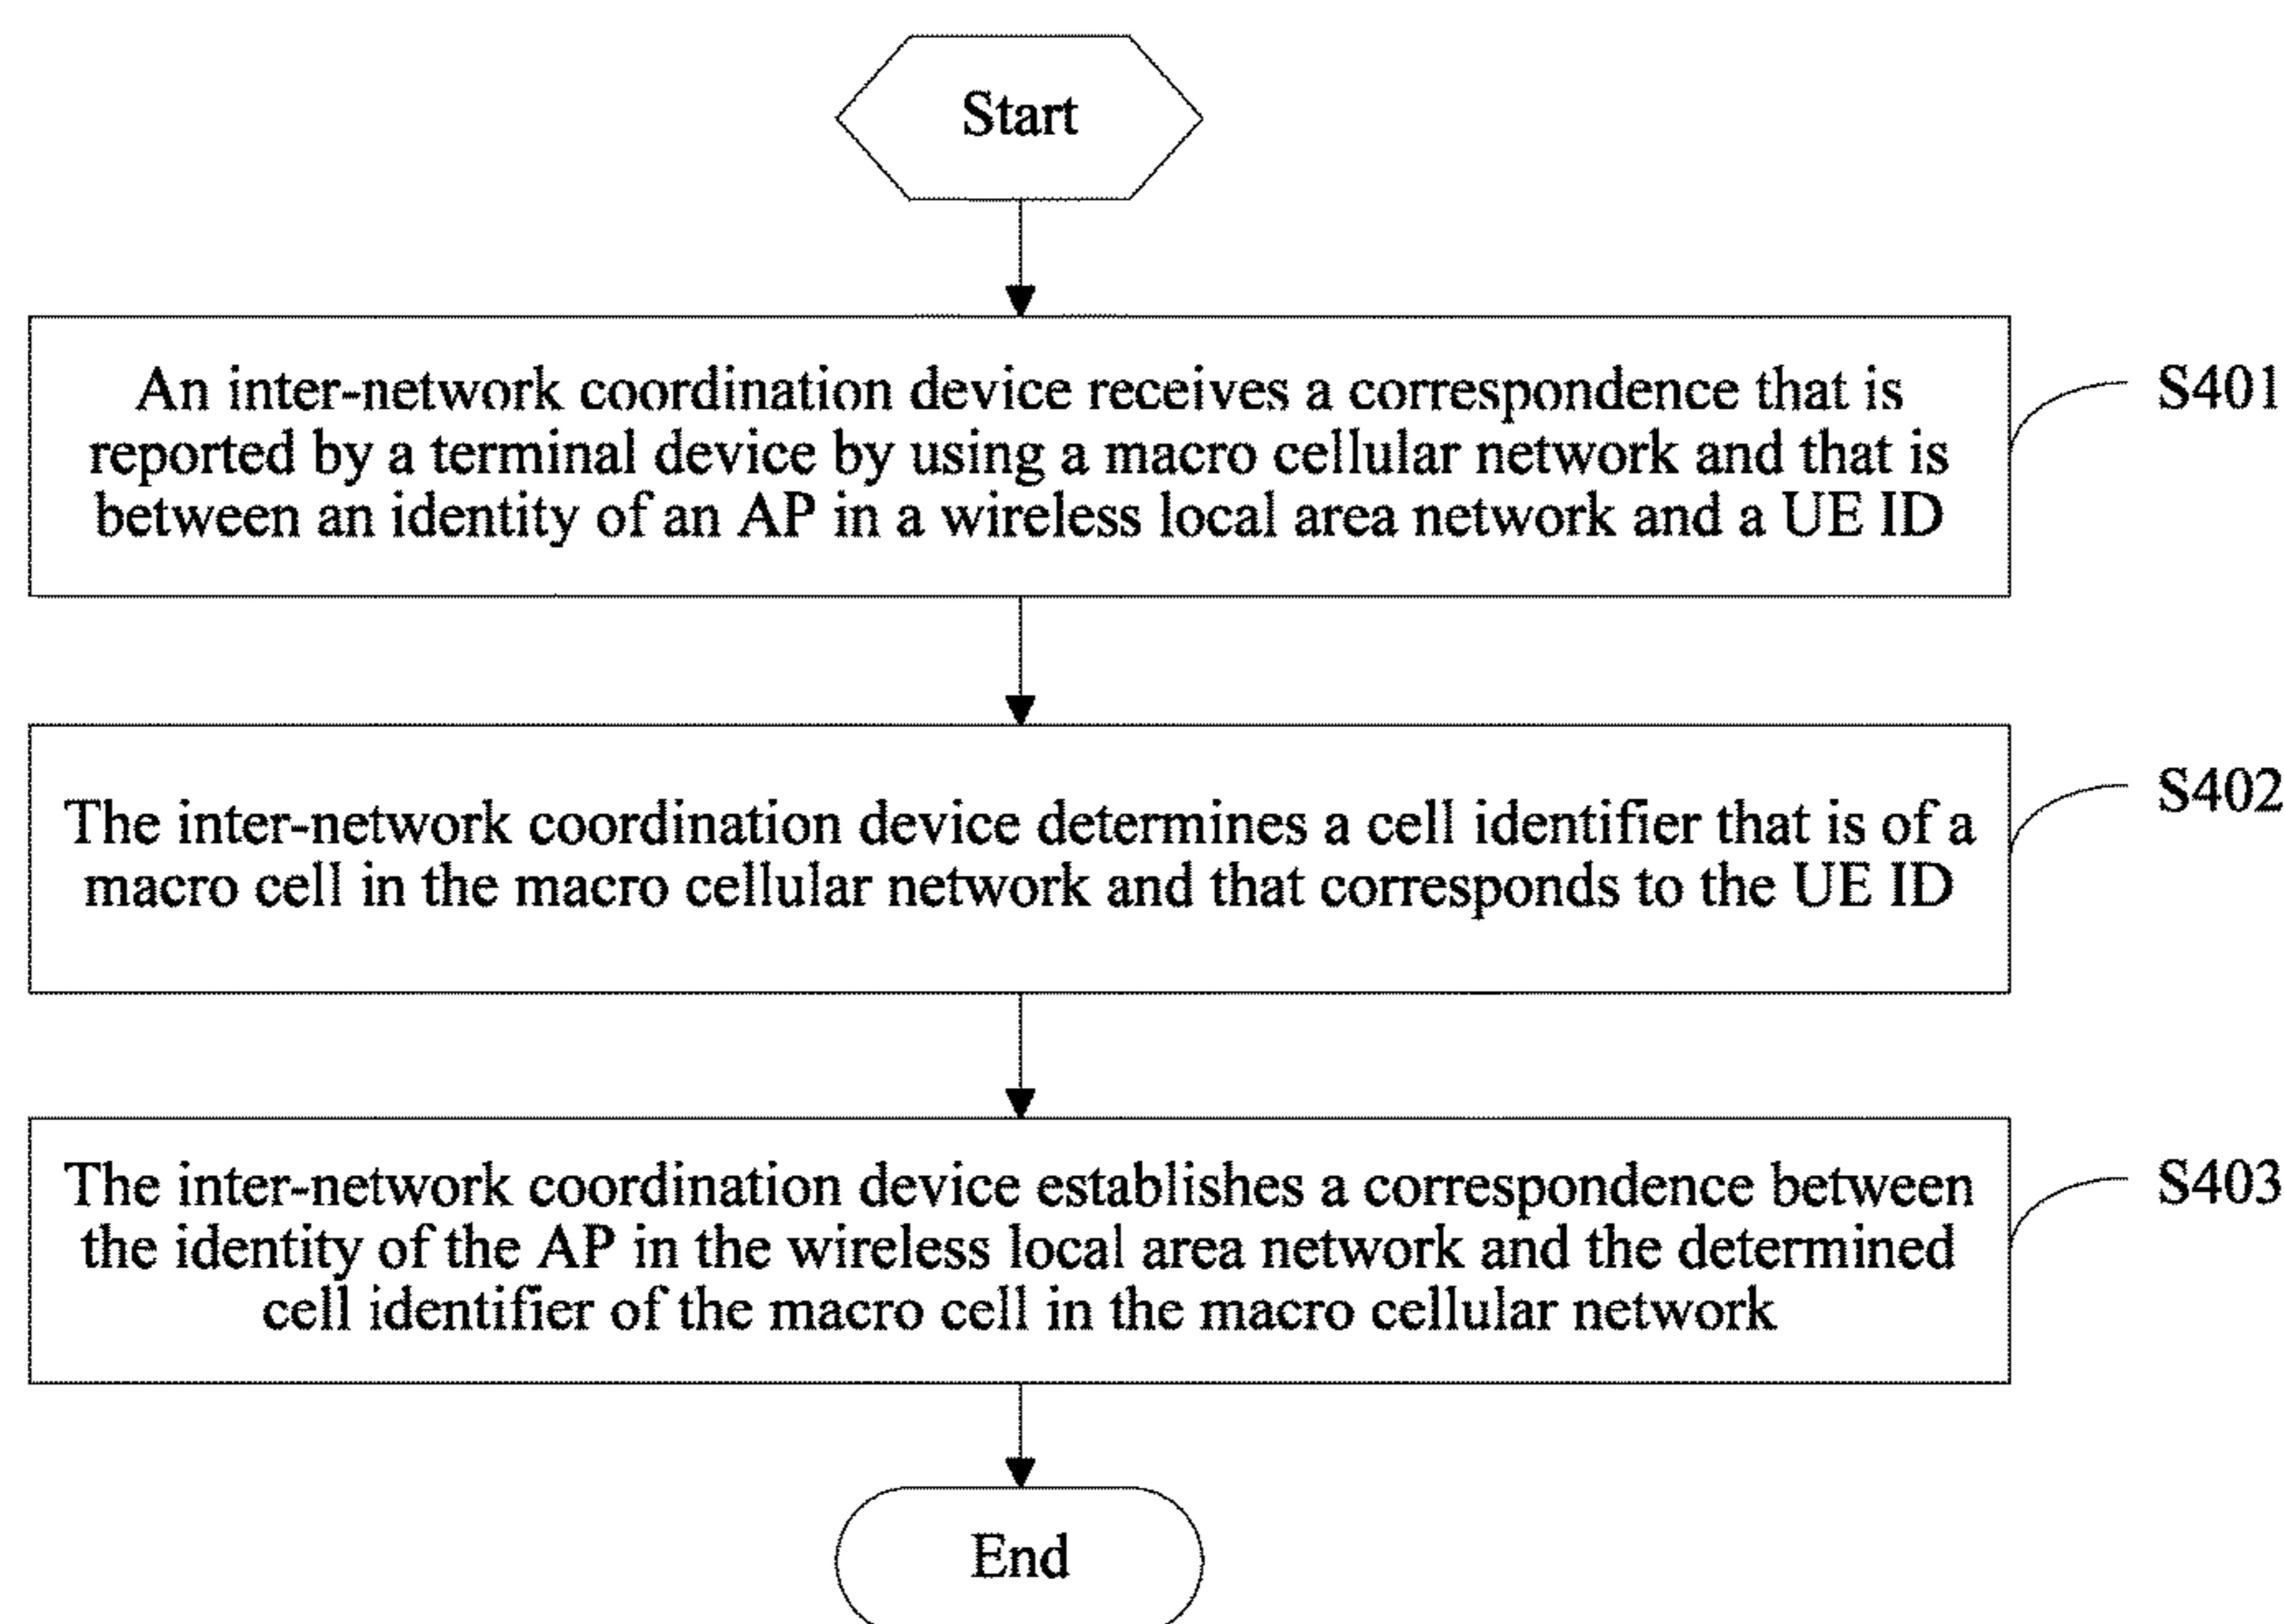 Start
An inter-network coordination device receives a correspondence that is
reported by a terminal device by using a macro cellular network and that is
between an identity of an AP in a wireless local area network and a UE ID
S401
The inter-network coordination device determines a cell identifier that is of a
macro cell in the macro cellular network and that corresponds to the UE ID
S402
The inter-network coordination device establishes a correspondence between
the identity of the AP in the wireless local area network and the determined
cell identifier of the macro cell in the macro cellular network
S403
End